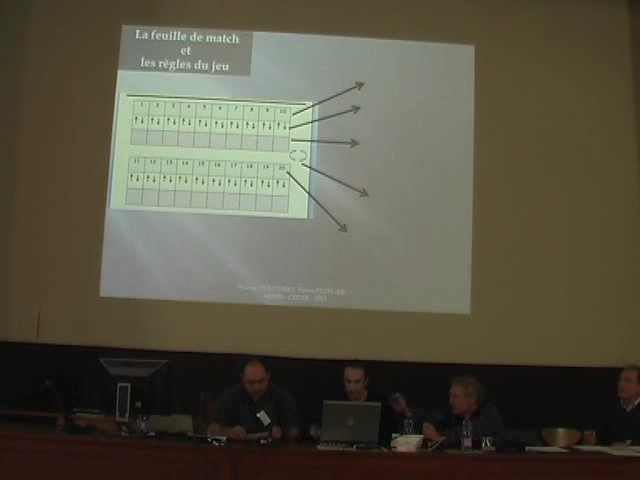 La feuille de match
et
les règles du jeu
1 2 3 4 5 6 7 8 9 10
11 12 13 14 15 16 17 18 19 20